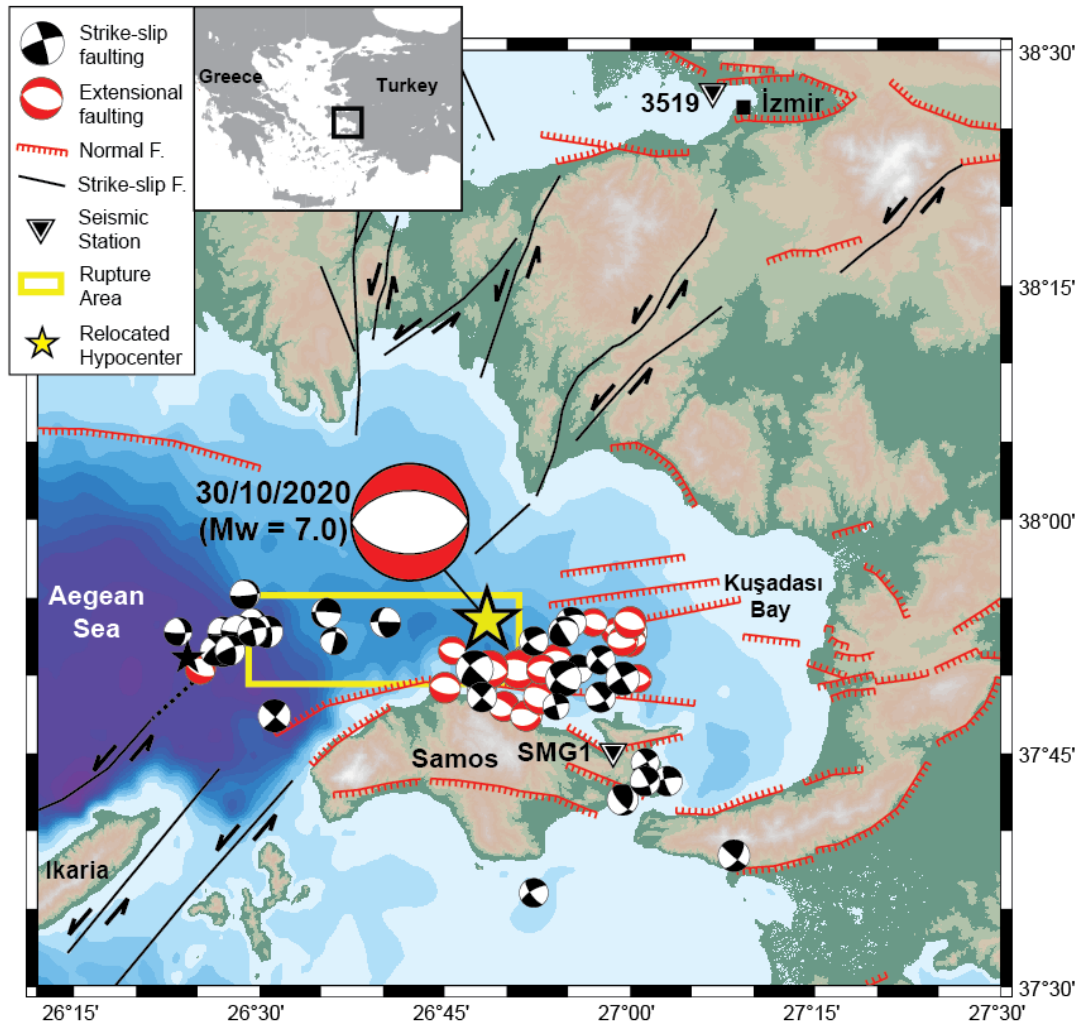 Strike-slip
faulting
Extensional
faulting
Normal F.
Strike-slip F.
Seismic
Station
Rupture
Area
Relocated
Hypocenter
Greece
Turkey
3519
İzmir
30/10/2020
(Mw = 7.0)
Aegean
Sea
Kuşadası
Bay
Samos
SMG1
Ikaria
38°30'
38°15'
38°00'
37°45'
37°30'
26°15'
26°30'
26°45'
27°00'
27°15'
27°30'